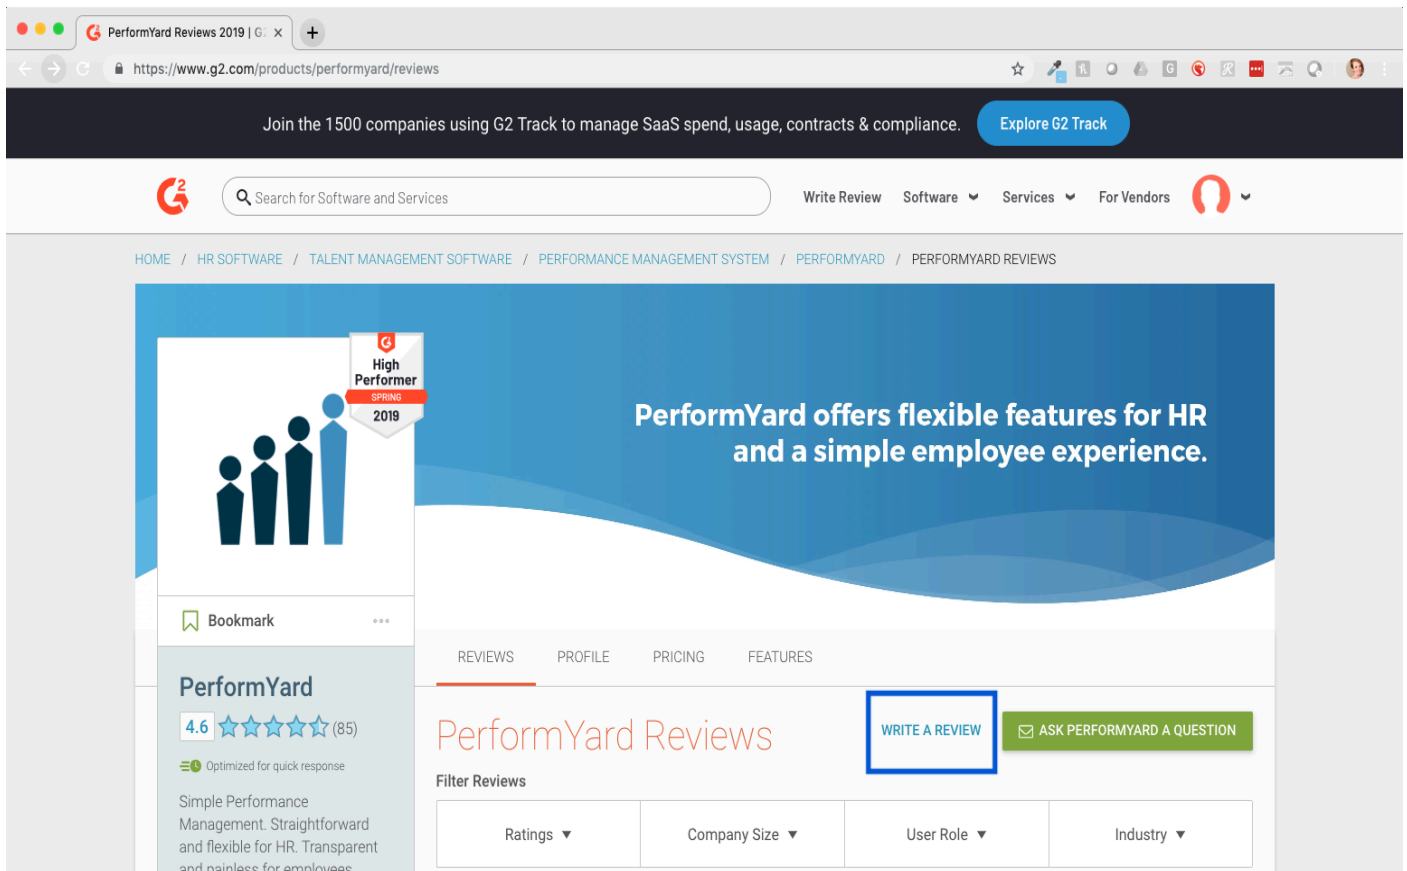 PerformYard Reviews 2019 | G
https://www.g2.com/products/performyard/reviews
Join the 1500 companies using G2 Track to manage SaaS spend, usage, contracts & compliance.
Explore G2 Track
Search for Software and Services
Write Review
Software
Services
For Vendors
HOME / HR SOFTWARE / TALENT MANAGEMENT SOFTWARE / PERFORMANCE MANAGEMENT SYSTEM / PERFORMYARD / PERFORMYARD REVIEWS
High
Performer
SPRING
2019
PerformYard offers flexible features for HR
and a simple employee experience.
Bookmark
REVIEWS
PROFILE
PRICING
FEATURES
PerformYard
4.6
(85)
Optimized for quick response
Simple Performance
Management. Straightforward
and flexible for HR. Transparent
and painless for employees
PerformYard Reviews
WRITE A REVIEW
ASK PERFORMYARD A QUESTION
Filter Reviews
Ratings
Company Size
User Role
Industry